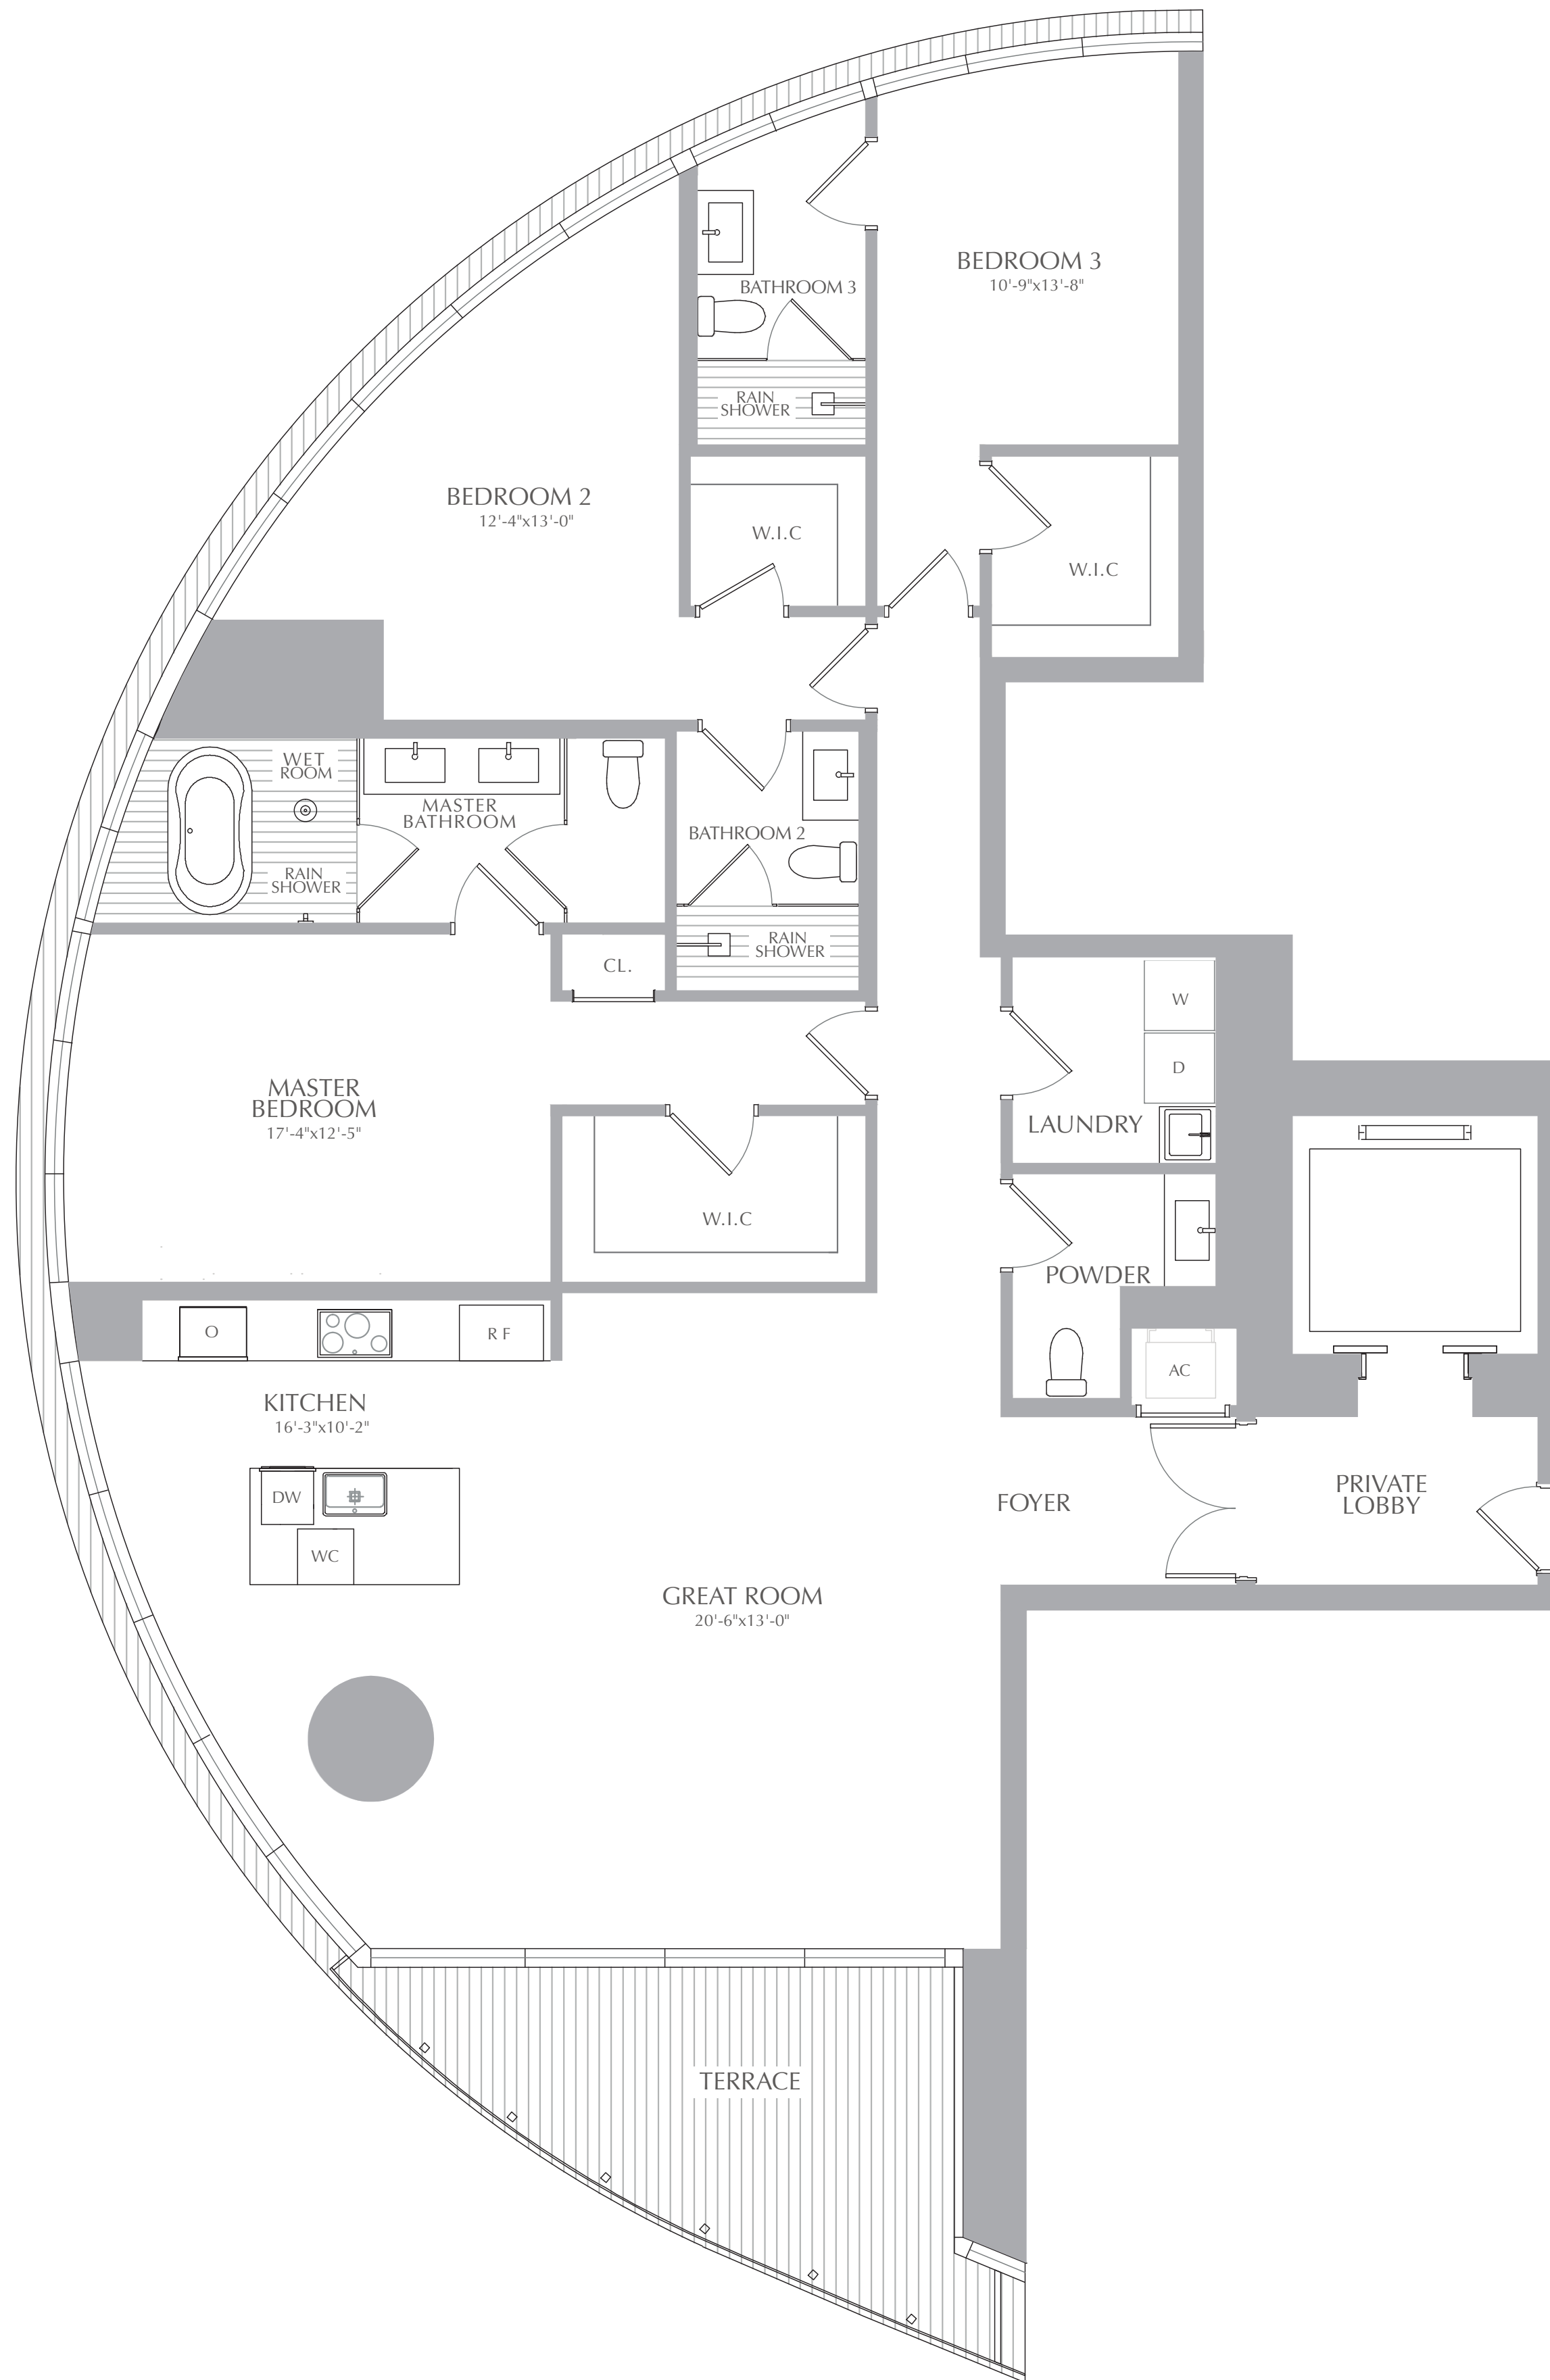 BEDROOM 3
10'-9"x13'-8"
BATHROOM 3
RAIN
SHOWER
BEDROOM 2
12'-4"x13'-0"
W.I.C
W.I.C
WET
ROOM
MASTER
BATHROOM
BATHROOM 2
RAIN
SHOWER
RAIN
SHOWER
CL.
W
D
MASTER
BEDROOM
17'-4"x12'-5"
LAUNDRY
W.I.C
POWDER
O
R F
AC
KITCHEN
16'-3"x10'-2"
DW
WC
FOYER
PRIVATE
LOBBY
GREAT ROOM
20'-6"x13'-0"
TERRACE